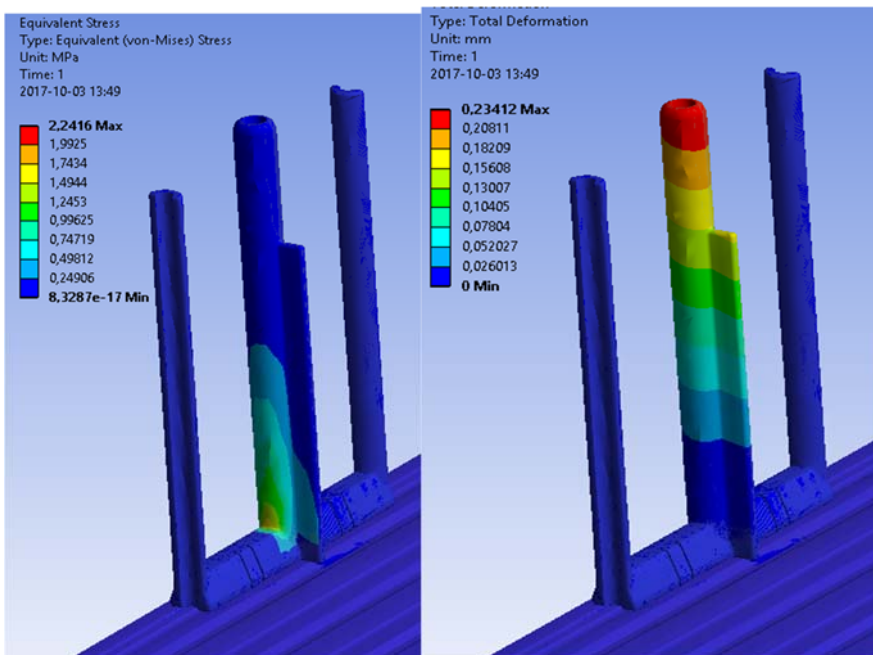 Equivalent Stress
Type: Equivalent (von-Mises) Stress
Unit: MPa
Time: 1
2017-10-03 13:49
2,2416 Max
1,9925
1,7434
1,4944
1,2453
0,99625
0,74719
0,49812
0,24906
8,3287e-17 Min
Type: Total Deformation
Unit: mm
Time: 1
2017-10-03 13:49
0,23412 Max
0,20811
0,18209
0,15608
0,13007
0,10405
0,07804
0,052027
0,026013
0 Min